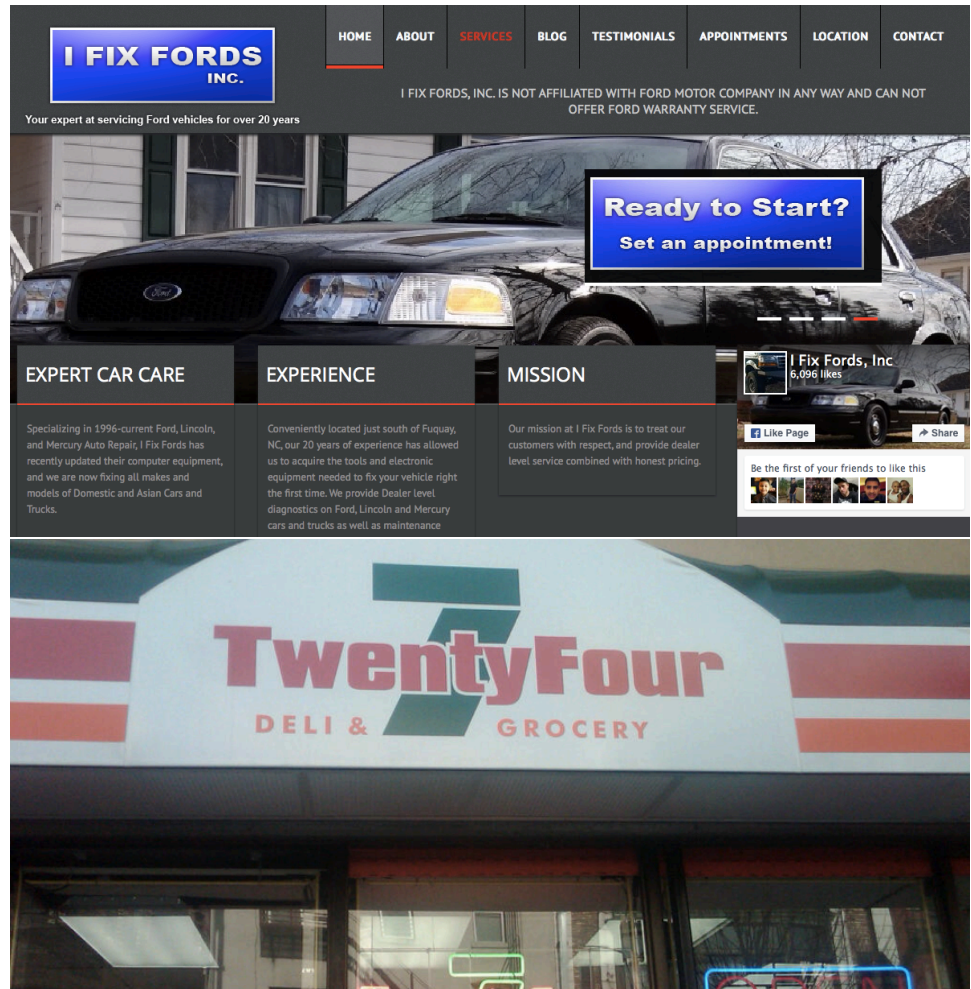 I FIX FORDS
INC.
Your expert at servicing Ford vehicles for over 20 years
HOME ABOUT SERVICES BLOG TESTIMONIALS APPOINTMENTS LOCATION CONTACT
I FIX FORDS, INC. IS NOT AFFILIATED WITH FORD MOTOR COMPANY IN ANY WAY AND CAN NOT
OFFER FORD WARRANTY SERVICE.
Ready to Start?
Set an appointment!
Ford
EXPERT CAR CARE
Specializing in 1996-current Ford, Lincoln,
and Mercury Auto Repair, I Fix Fords has
recently updated their computer equipment,
and we are now fixing all makes and
models of Domestic and Asian Cars and
Trucks.
EXPERIENCE
Conveniently located just south of Fuquay,
NC, our 20 years of experience has allowed
us to acquire the tools and electronic
equipment needed to fix your vehicle right
the first time. We provide Dealer level
diagnostics on Ford, Lincoln and Mercury
cars and trucks as well as maintenance
MISSION
Our mission at I Fix Fords is to treat our
customers with respect, and provide dealer
level service combined with honest pricing.
I Fix Fords, Inc
6,096 likes
Like Page
Share
Be the first of your friends to like this
7
TwentyFour
DELI & GROCERY